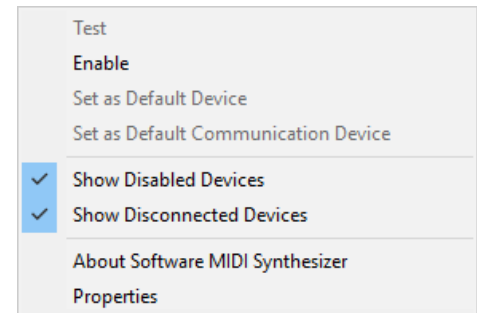 Test
Enable
Set as Default Device
Set as Default Communication Device
Show Disabled Devices
Show Disconnected Devices
About Software MIDI Synthesizer
Properties